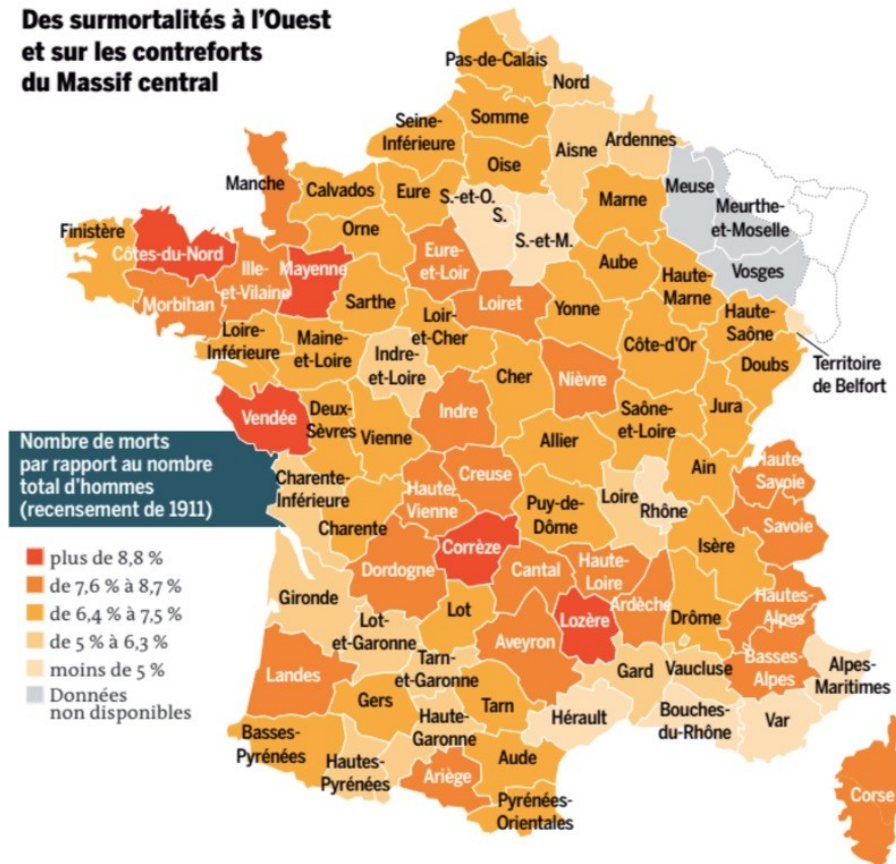 Des surmortalités à l'Ouest
et sur les contreforts
du Massif central
Pas-de-Calais
Nord
Somme
Seine-
Inférieure
Ardennes
Aisne
Oise
Manche
Calvados
Eure
S.-et-O.
S.
S.-et-M.
Marne
Meuse
Meurthe-
et-Moselle
Finistère
Côtes-du-Nord
Orne
Ille-
et-Vilaine
Mayenne
Eure-
et-Loir
Aube
Haute-
Marne
Vosges
Morbihan
Sarthe
Loiret
Yonne
Loire-
Inférieure
Maine-
et-Loire
Loir-
et-Cher
Indre-
et-Loire
Côte-d'Or
Haute-
Saône
Doubs
Territoire
de Belfort
Cher
Nièvre
Vendée
Deux-
Sèvres
Vienne
Indre
Saône-
et-Loire
Jura
Allier
Nombre de morts
par rapport au nombre
total d'hommes
(recensement de 1911)
Charente-
Inférieure
Charente
Haute-
Vienne
Creuse
Puy-de-
Dôme
Loire
Rhône
Ain
Haute-
Savoie
Savoie
Isère
Corrèze
Dordogne
Cantal
Haute-
Loire
Ardèche
Drôme
Hautes-
Alpes
Basses-
Alpes
Alpes-
Maritimes
plus de 8,8 %
de 7,6 % à 8,7 %
de 6,4 % à 7,5 %
de 5 % à 6,3 %
moins de 5 %
Données
non disponibles
Gironde
Lot-
et-Garonne
Lot
Aveyron
Lozère
Landes
Tarn-
et-Garonne
Gard
Vaucluse
Gers
Tarn
Hérault
Bouches-
du-Rhône
Var
Basses-
Pyrénées
Hautes-
Pyrénées
Haute-
Garonne
Ariège
Aude
Pyrénées-
Orientales
Corse